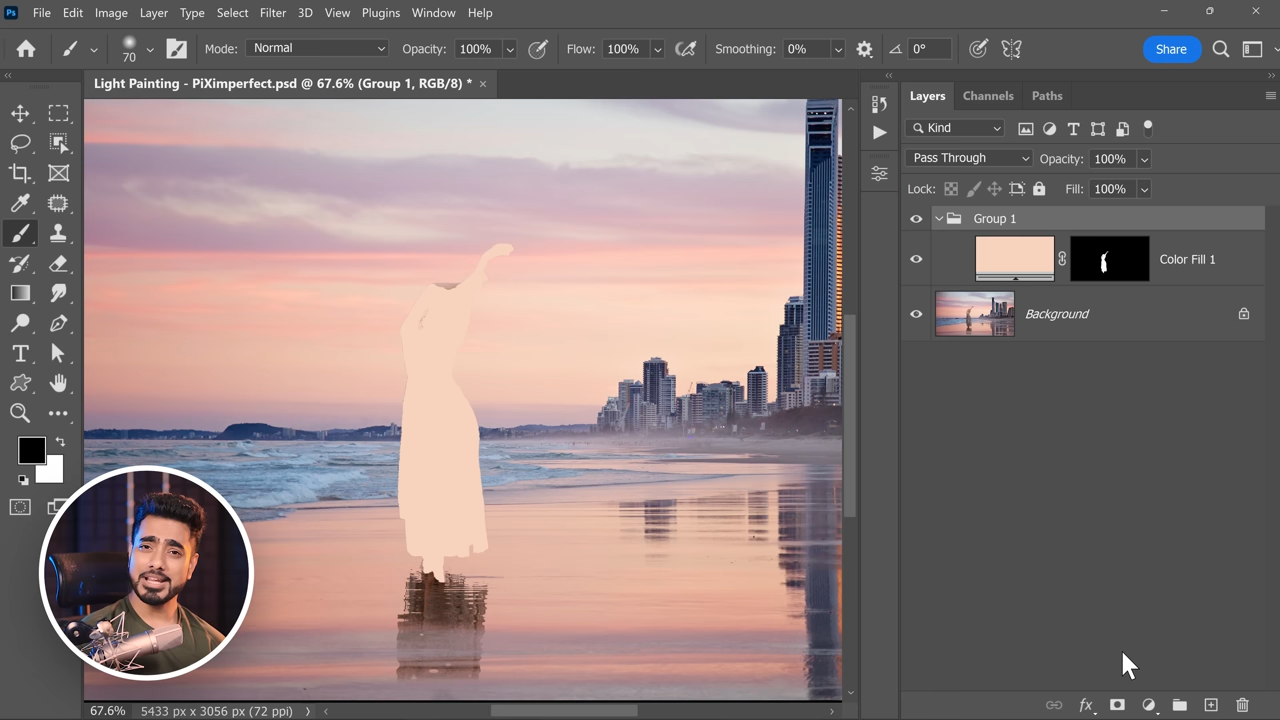 Ps File Edit Image Layer Type Select Filter 3D View Plugins Window Help
70 Mode: Normal Opacity: 100% Flow: 100% Smoothing: 0% 0° Share
Light Painting - PiXimperfect.psd @ 67.6% (Group 1, RGB/8) * ×
Layers Channels Paths
Kind
Pass Through Opacity: 100%
Lock: Fill: 100%
Group 1
Color Fill 1
Background
67.6% 5433 px x 3056 px (72 ppi)
fx